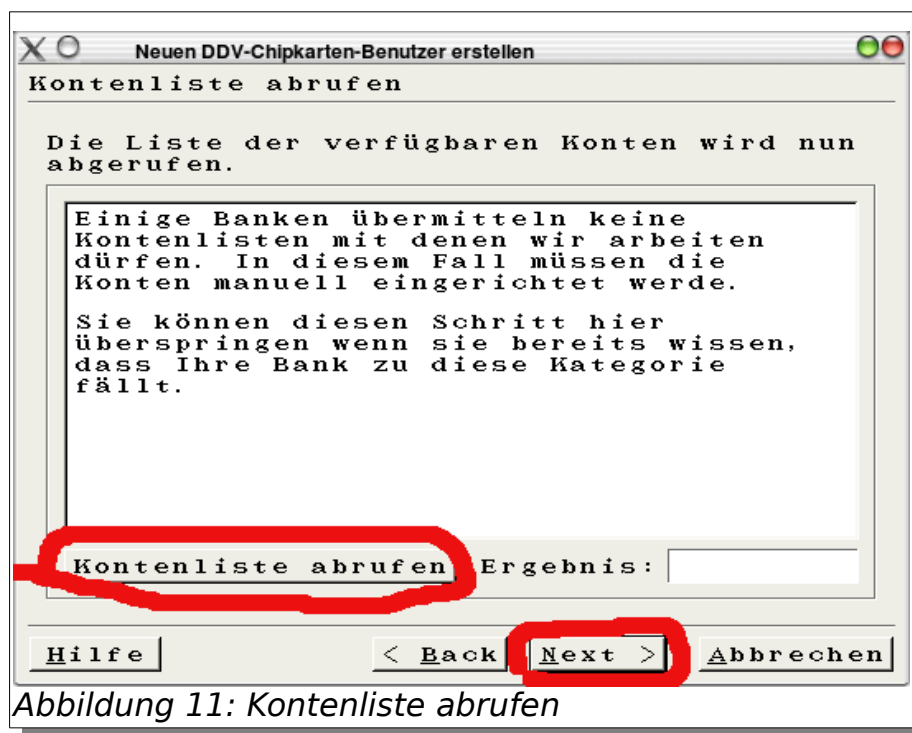 Neuen DDV-Chipkarten-Benutzer erstellen
Kontenliste abrufen
Die Liste der verfügbaren Konten wird nun
abgerufen.
Einige Banken übermitteln keine
Kontenlisten mit denen wir arbeiten
dürfen. In diesem Fall müssen die
Konten manuell eingerichtet werde.
Sie können diesen Schritt hier
überspringen wenn sie bereits wissen,
dass Ihre Bank zu diese Kategorie
fällt.
Kontenliste abrufen Ergebnis:
Hilfe < Back Next > Abbrechen
Abbildung 11: Kontenliste abrufen